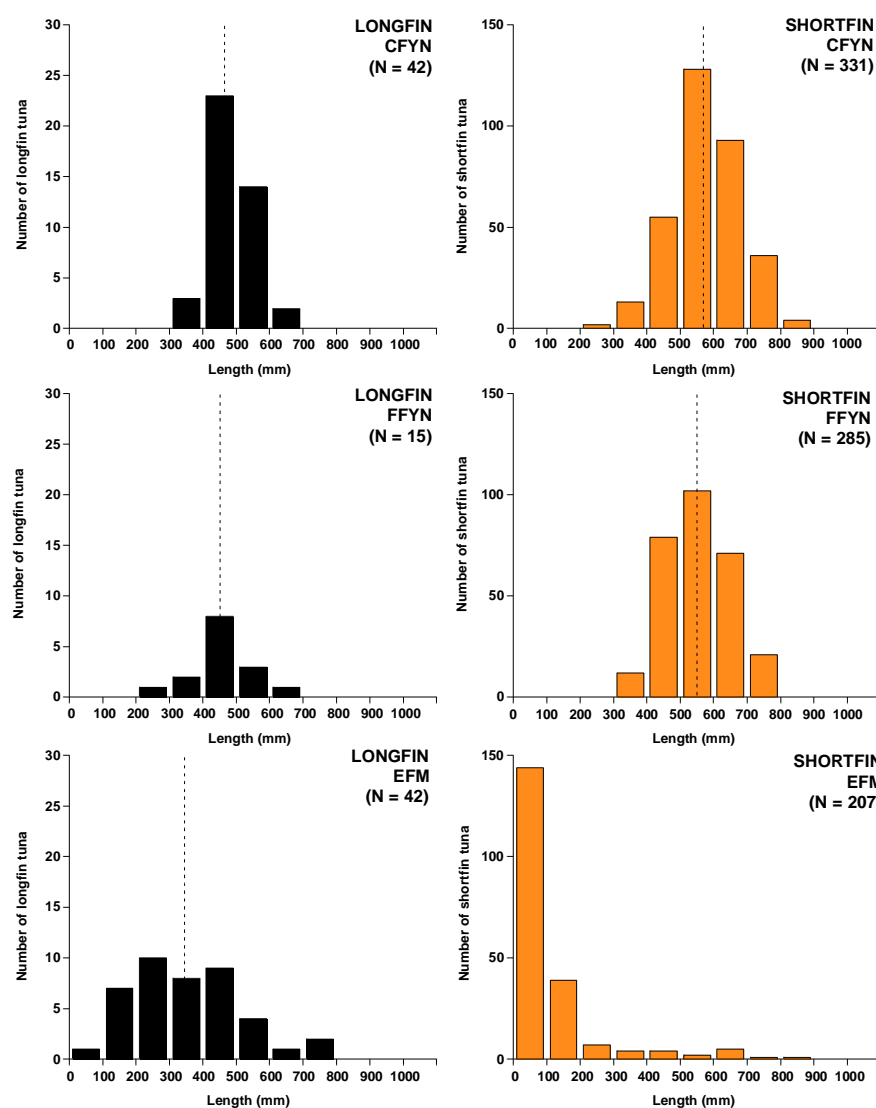 LONGFIN
CFYN
(N = 42)
Number of longfin tuna
30
25
20
15
10
5
0
0 100 200 300 400 500 600 700 800 900 1000
Length (mm)
SHORTFIN
CFYN
(N = 331)
Number of shortfin tuna
150
100
50
0
0 100 200 300 400 500 600 700 800 900 1000
Length (mm)
LONGFIN
FFYN
(N = 15)
Number of longfin tuna
30
25
20
15
10
5
0
0 100 200 300 400 500 600 700 800 900 1000
Length (mm)
SHORTFIN
FFYN
(N = 285)
Number of shortfin tuna
150
100
50
0
0 100 200 300 400 500 600 700 800 900 1000
Length (mm)
LONGFIN
EFM
(N = 42)
Number of longfin tuna
30
25
20
15
10
5
0
0 100 200 300 400 500 600 700 800 900 1000
Length (mm)
SHORTFIN
EFM
(N = 207
Number of shortfin tuna
150
100
50
0
0 100 200 300 400 500 600 700 800 900 1000
Length (mm)